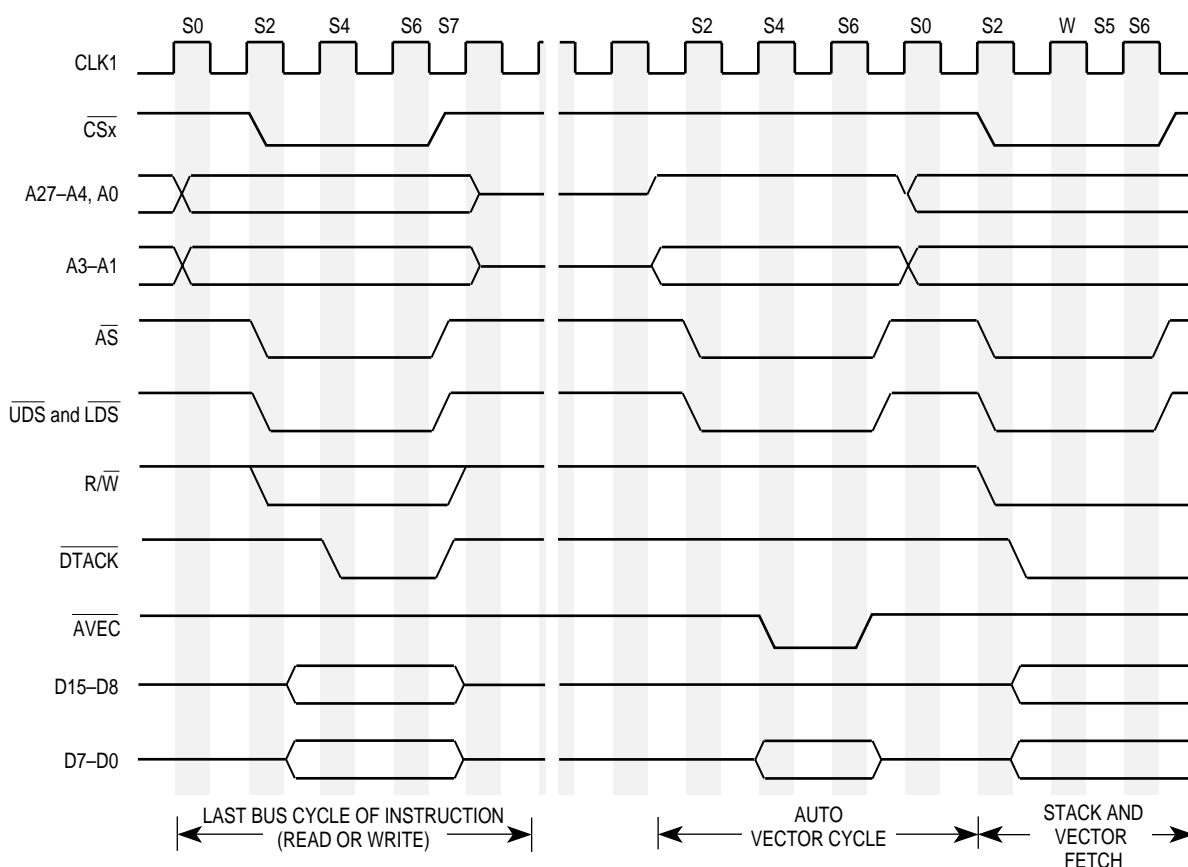 S0 S2 S4 S6 S7 S2 S4 S6 S0 S2 W S5 S6
CLK1
CSx
A27–A4, A0
A3–A1
AS
UDS and LDS
R/W
DTACK
AVEC
D15–D8
D7–D0
LAST BUS CYCLE OF INSTRUCTION
(READ OR WRITE)
AUTO
VECTOR CYCLE
STACK AND
VECTOR
FETCH